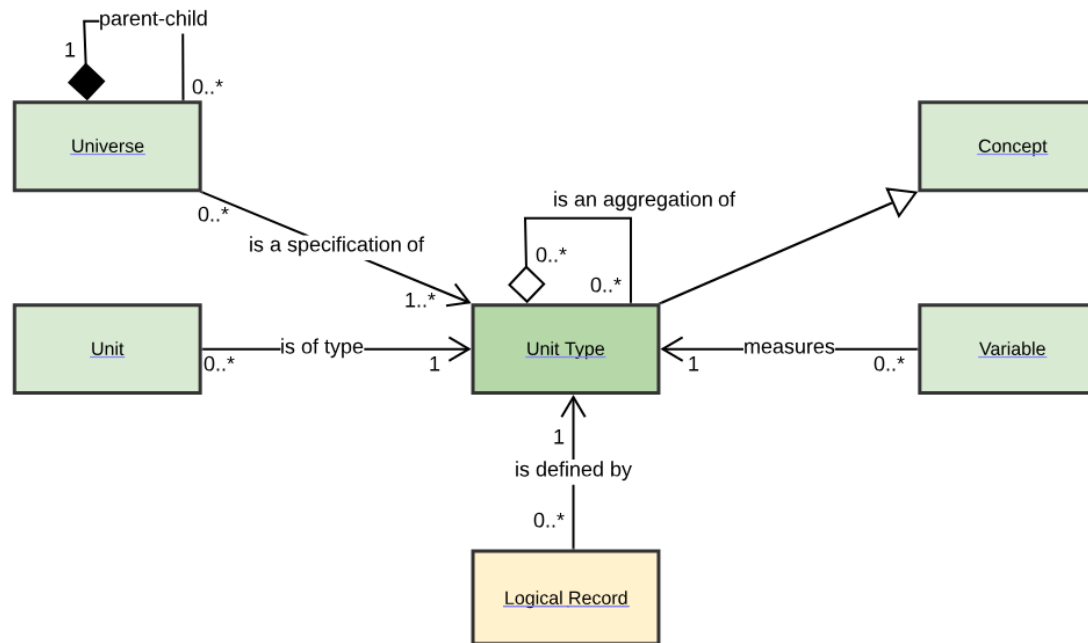 parent-child
1
0..*
Universe
Concept
0..*
is an aggregation of
is a specification of
0..*
1..*
0..*
Unit
is of type
0..*
1
Unit Type
measures
1
0..*
Variable
1
is defined by
0..*
Logical Record